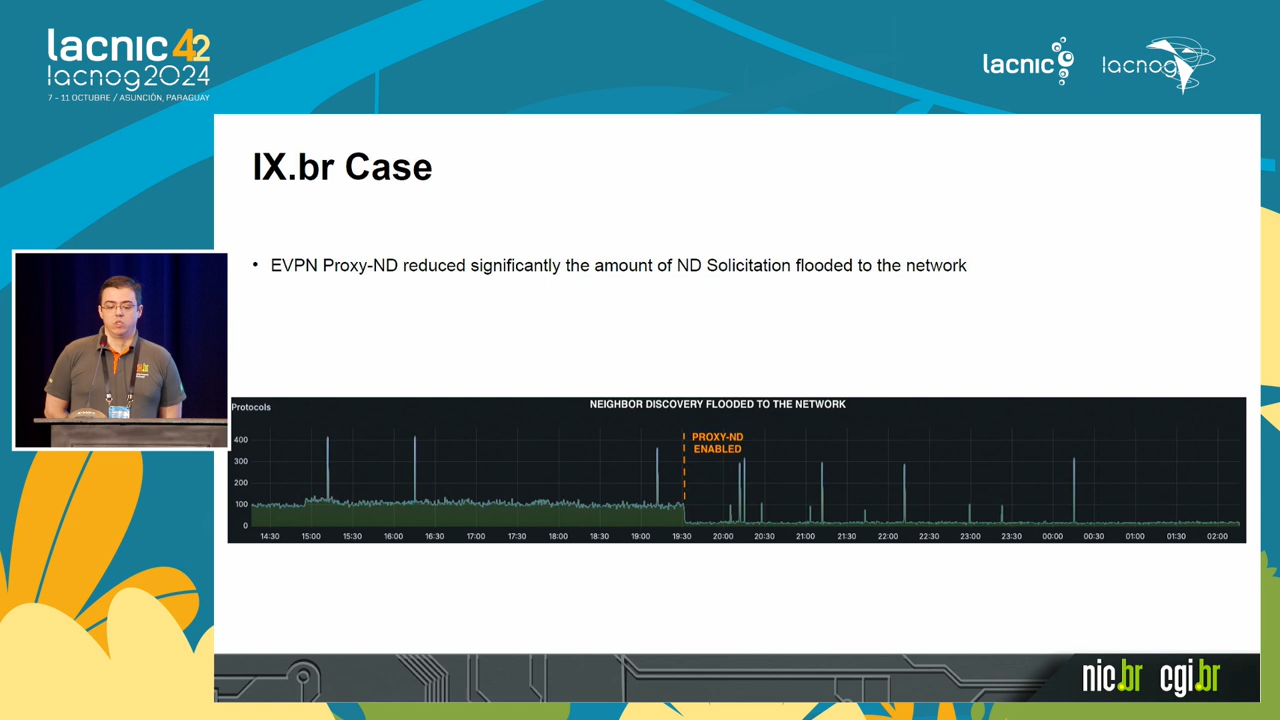 lacnic 42
lacnog 2024
7 - 11 OCTUBRE / ASUNCIÓN, PARAGUAY
lacnic
lacnog
IX.br Case
• EVPN Proxy-ND reduced significantly the amount of ND Solicitation flooded to the network
Protocols
NEIGHBOR DISCOVERY FLOODED TO THE NETWORK
PROXY-ND
ENABLED
400
300
200
100
0
14:30 15:00 15:30 16:00 16:30 17:00 17:30 18:00 18:30 19:00 19:30 20:00 20:30 21:00 21:30 22:00 22:30 23:00 23:30 00:00 00:30 01:00 01:30 02:00
nic.br cgi.br